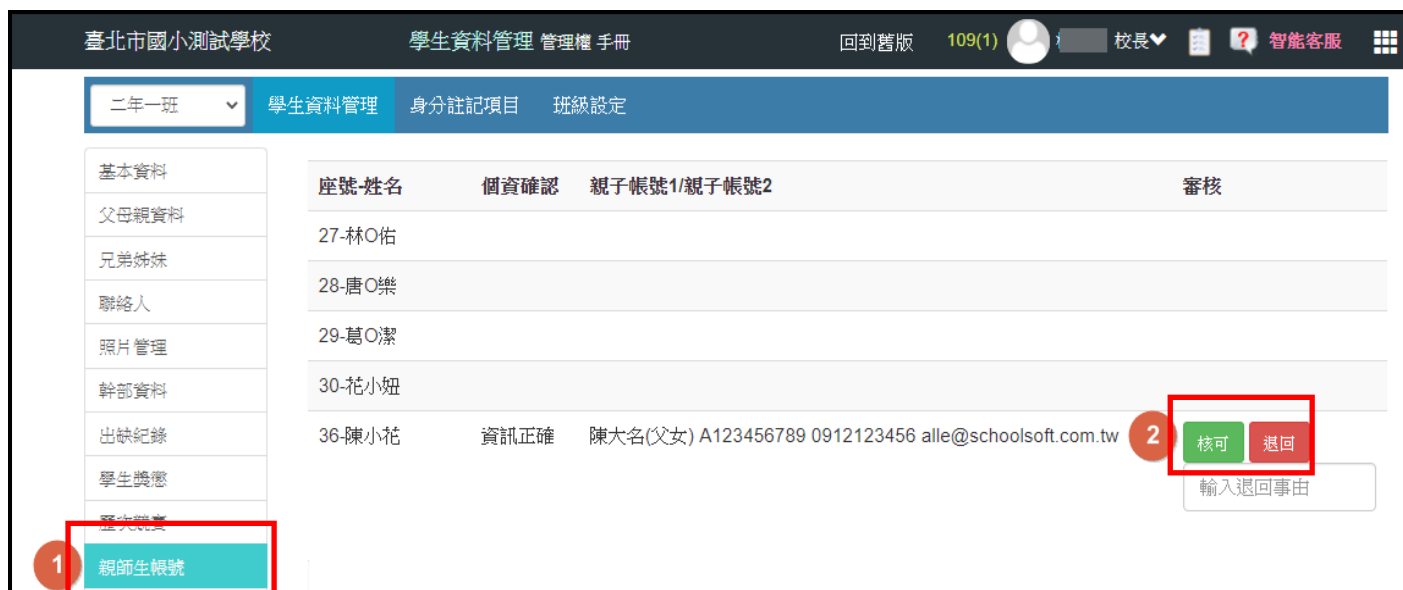 臺北市國小測試學校 學生資料管理 管理權 手冊 回到舊版 109(1) 校長 ? 智能客服
二年一班 學生資料管理 身分註記項目 班級設定
基本資料
父母親資料
兄弟姊妹
聯絡人
照片管理
幹部資料
出缺紀錄
學生獎懲
歷次競賽
1 親師生帳號
座號-姓名 個資確認 親子帳號1/親子帳號2 審核
27-林O佑
28-唐O樂
29-葛O潔
30-花小妞
36-陳小花 資訊正確 陳大名(父女) A123456789 0912123456 alle@schoolsoft.com.tw 2 核可 退回
輸入退回事由